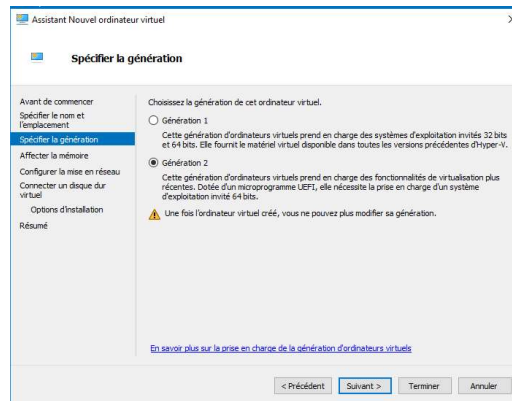 Assistant Nouvel ordinateur virtuel
Spécifier la génération
Avant de commencer
Spécifier le nom et
l'emplacement
Spécifier la génération
Affecter la mémoire
Configurer la mise en réseau
Connecter un disque dur
virtuel
Options d'installation
Résumé
Choisissez la génération de cet ordinateur virtuel.
Génération 1
Cette génération d'ordinateurs virtuels prend en charge des systèmes d'exploitation invités 32 bits
et 64 bits. Elle fournit le matériel virtuel disponible dans toutes les versions précédentes d'Hyper-V.
Génération 2
Cette génération d'ordinateurs virtuels prend en charge des fonctionnalités de virtualisation plus
récentes. Dotée d'un microprogramme UEFI, elle nécessite la prise en charge d'un système
d'exploitation invité 64 bits.
Une fois l'ordinateur virtuel créé, vous ne pouvez plus modifier sa génération.
En savoir plus sur la prise en charge de la génération d'ordinateurs virtuels
< Précédent
Suivant >
Terminer
Annuler